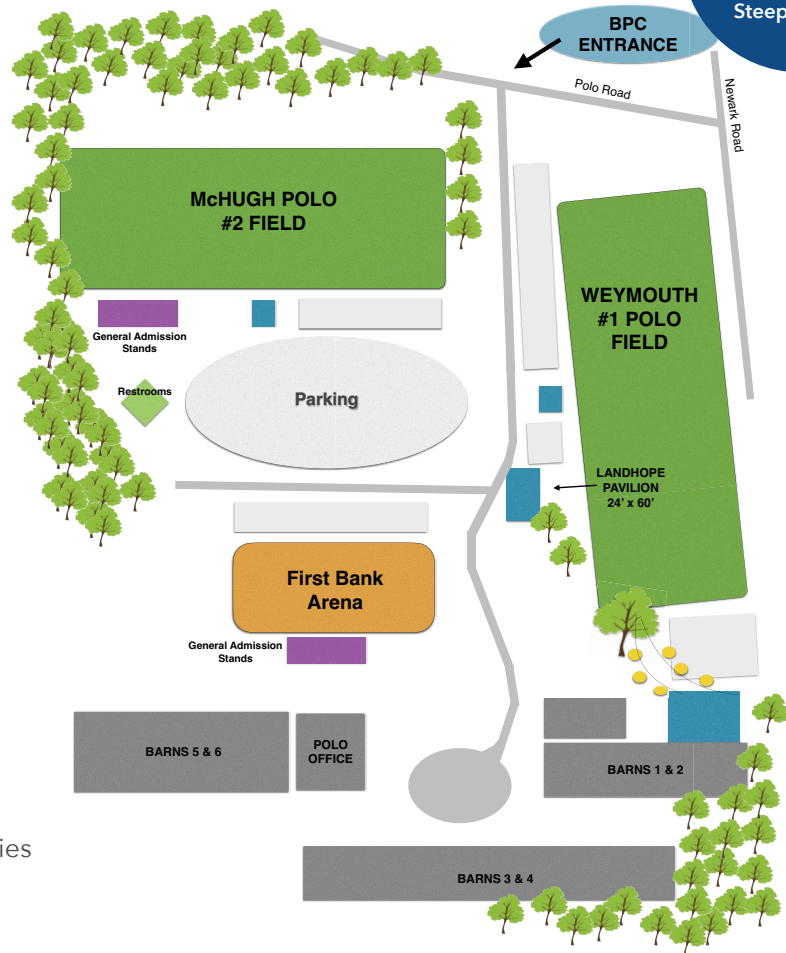 Steep
BPC
ENTRANCE
Polo Road
Newark Road
McHUGH POLO
#2 FIELD
WEYMOUTH
#1 POLO
FIELD
General Admission
Stands
Restrooms
Parking
LANDHOPE
PAVILION
24' x 60'
First Bank
Arena
General Admission
Stands
BARNS 5 & 6
POLO
OFFICE
BARNS 1 & 2
ies
BARNS 3 & 4